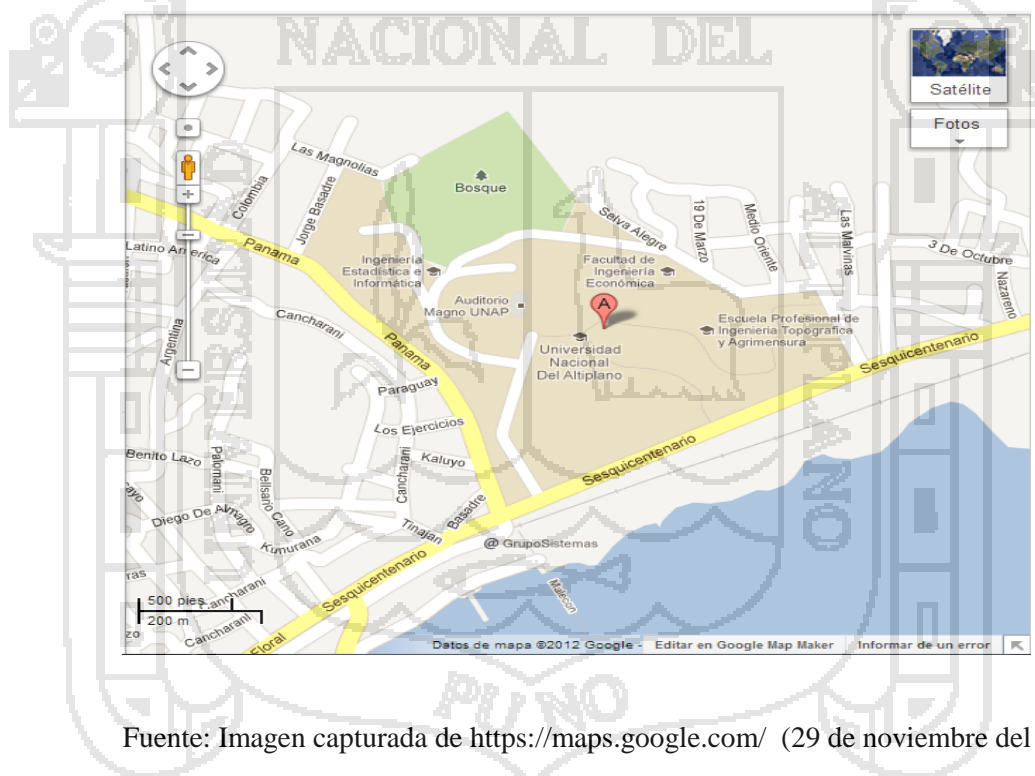 NACIONAL DEL
Satélite
Fotos
Las Magnolias
Bosque
Colombia
Jorge Basadre
Selva Alegre
19 De Marzo
Medio Oriente
Las Malvinas
3 De Octubre
Nazareno
Panama
Latino America
Ingeniería
Estadística e
Informática
Facultad de
Ingeniería
Económica
Auditorio
Magno UNAP
A
Cancharani
Argentina
Panama
Universidad
Nacional
Del Altiplano
Escuela Profesional de
Ingenieria Topografica
y Agrimensura
Sesquicentenario
Paraguay
Los Ejercicios
Kaluyo
Cancharani
Sesquicentenario
Benito Lazo
Palomani
Bellsario Cano
Diego De Almagro
Kunurana
Tinajan
Basadre
@ GrupoSistemas
Malecon
PUNO
Sesquicentenario
500 pies
200 m
Cancharani
Cancharani
Floral
Datos de mapa ©2012 Google -
Editar en Google Map Maker
Informar de un error
PUNO
Fuente: Imagen capturada de https://maps.google.com/ (29 de noviembre del